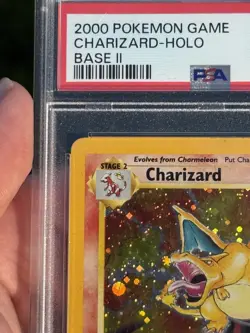 2000 POKEMON GAME
CHARIZARD-HOLO
BASE II
PSA
STAGE 2
Evolves from Charmeleon Put Cha
Charizard